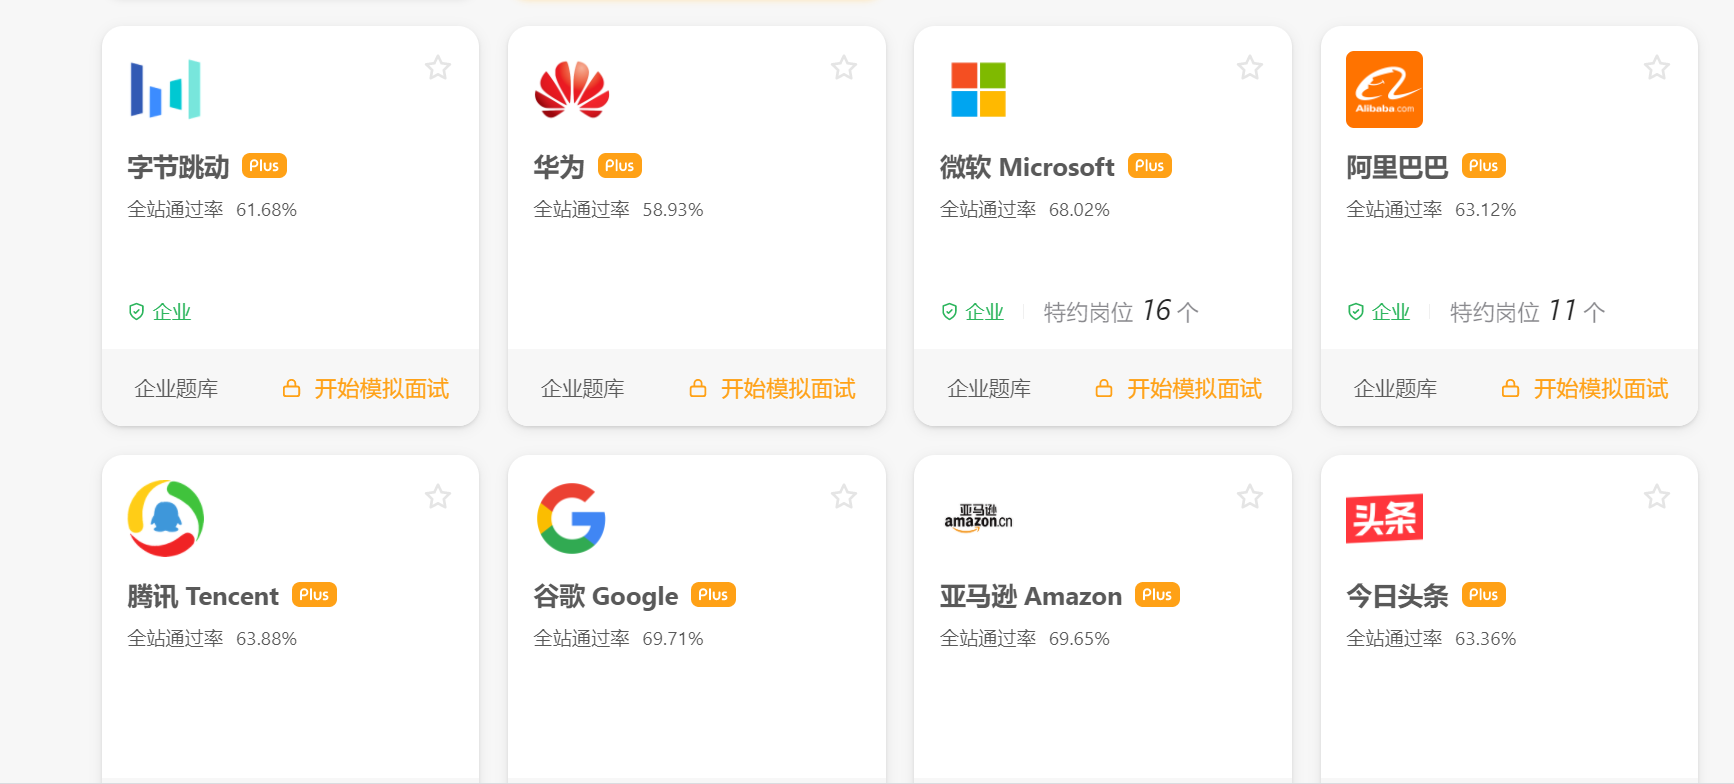 Alibaba.com
字节跳动 Plus
华为 Plus
微软 Microsoft Plus
阿里巴巴 Plus
全站通过率 61.68%
全站通过率 58.93%
全站通过率 68.02%
全站通过率 63.12%
企业
企业 特约岗位 16 个
企业 特约岗位 11 个
企业题库 开始模拟面试
企业题库 开始模拟面试
企业题库 开始模拟面试
企业题库 开始模拟面试
亚马逊
amazon.cn
头条
腾讯 Tencent Plus
谷歌 Google Plus
亚马逊 Amazon Plus
今日头条 Plus
全站通过率 63.88%
全站通过率 69.71%
全站通过率 69.65%
全站通过率 63.36%